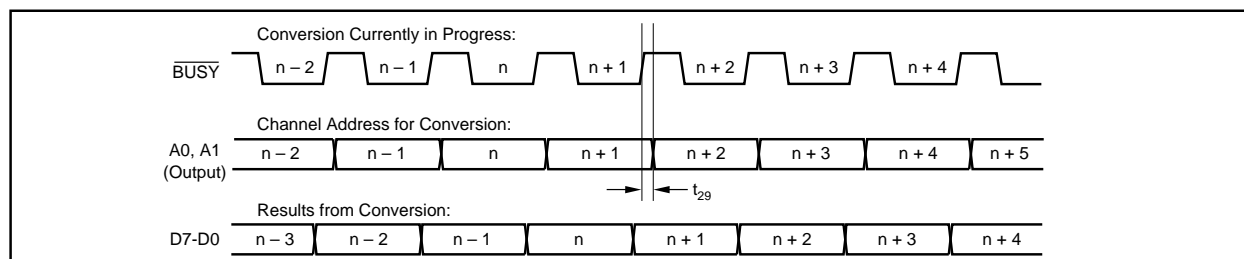 Conversion Currently in Progress:
BUSY n – 2 n – 1 n n + 1 n + 2 n + 3 n + 4
Channel Address for Conversion:
A0, A1 (Output) n – 2 n – 1 n n + 1 n + 2 n + 3 n + 4 n + 5
t29
Results from Conversion:
D7-D0 n – 3 n – 2 n – 1 n n + 1 n + 2 n + 3 n + 4